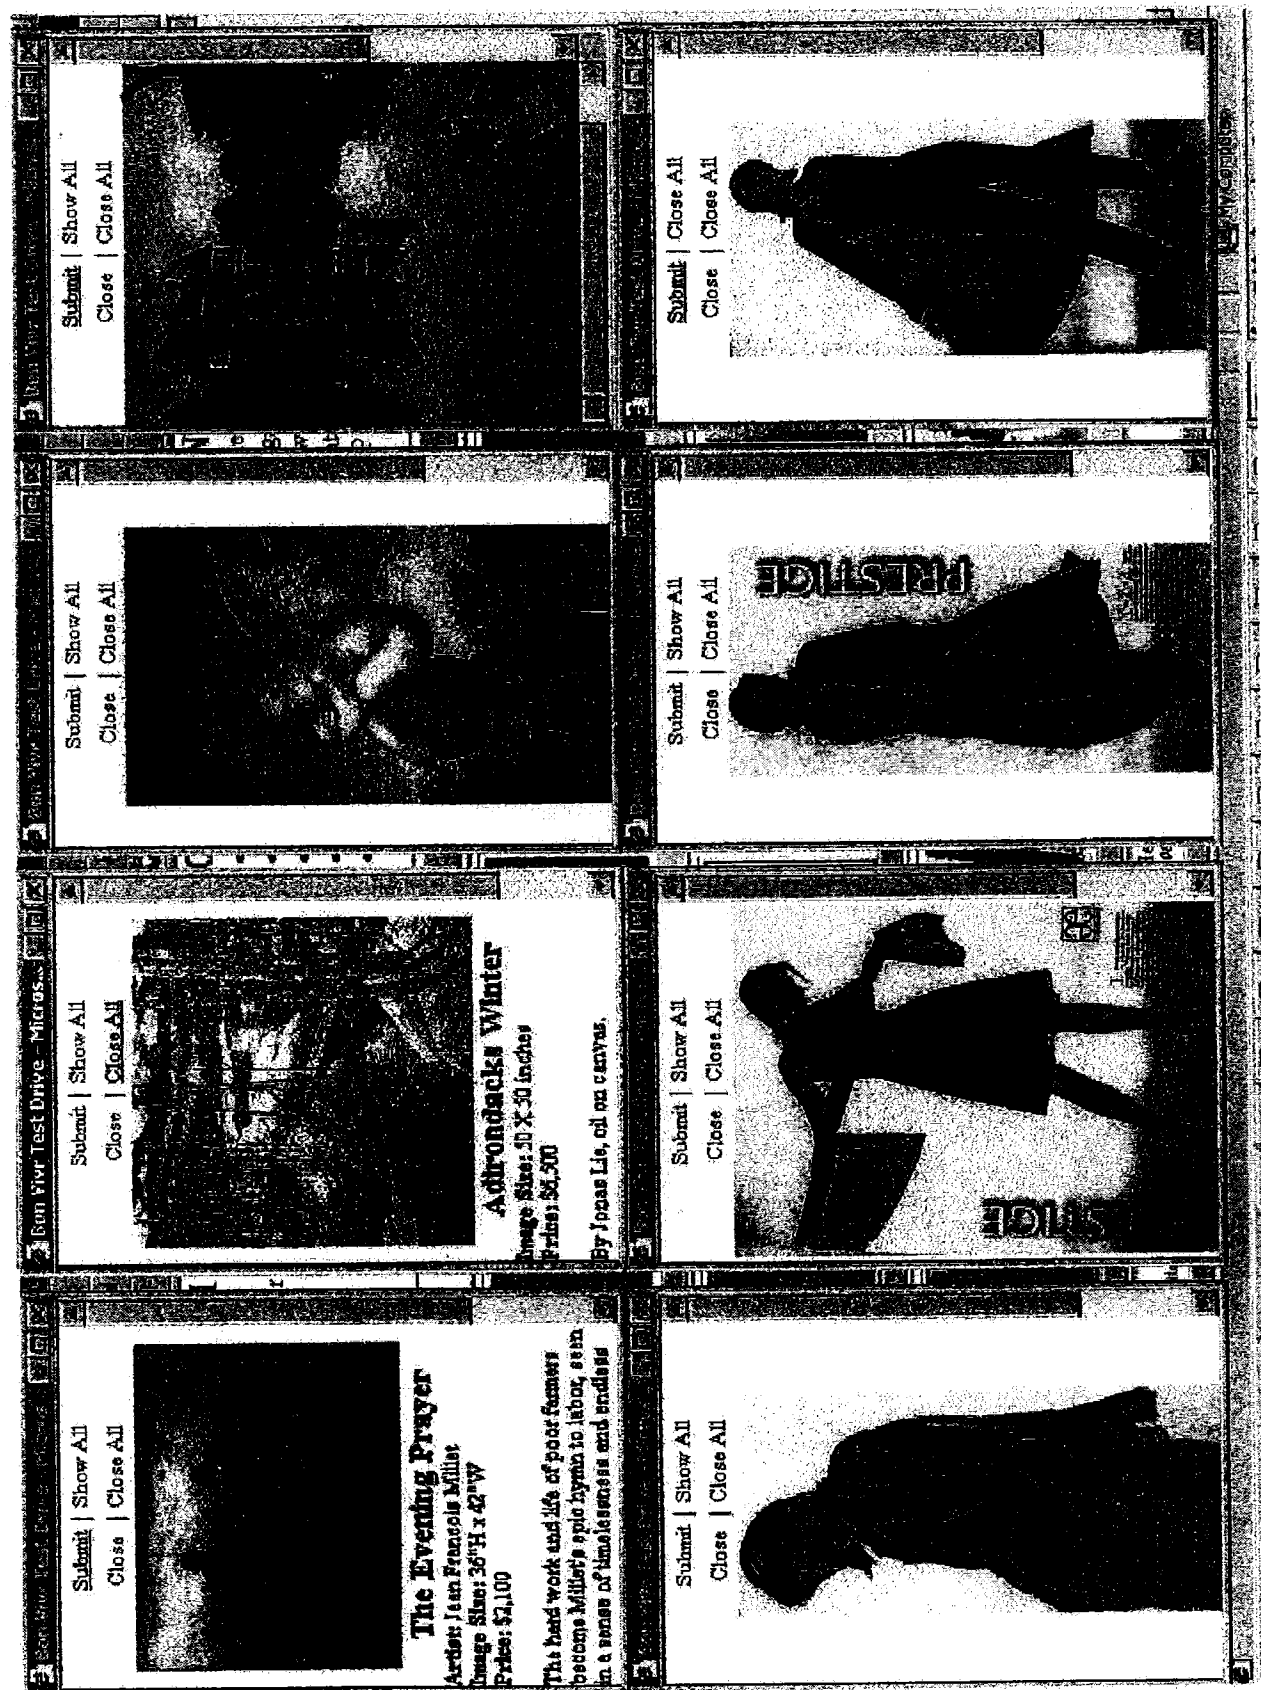 Submit | Show All
Close | Close All
The Evening Prayer
Artist: Jean Francois Millet
Image Size: 36"H x 42"W
Price: $2,100
The hard work and life of poor farmers
become Millet's epic hymn to labor, seen
in a sense of timelessness and endless
Run Vivr Test Drive - Micros...
Submit | Show All
Close | Close All
Adirondacks Winter
Image Size: 50 X 30 inches
Price: $6,500
By Jonas Lie, oil on canvas.
Submit | Show All
Close | Close All
Submit | Show All
Close | Close All
Submit | Show All
Close | Close All
Submit | Show All
Close | Close All
Submit | Show All
Close | Close All
PRESTIGE
Submit | Close All
Close | Close All
My Computer